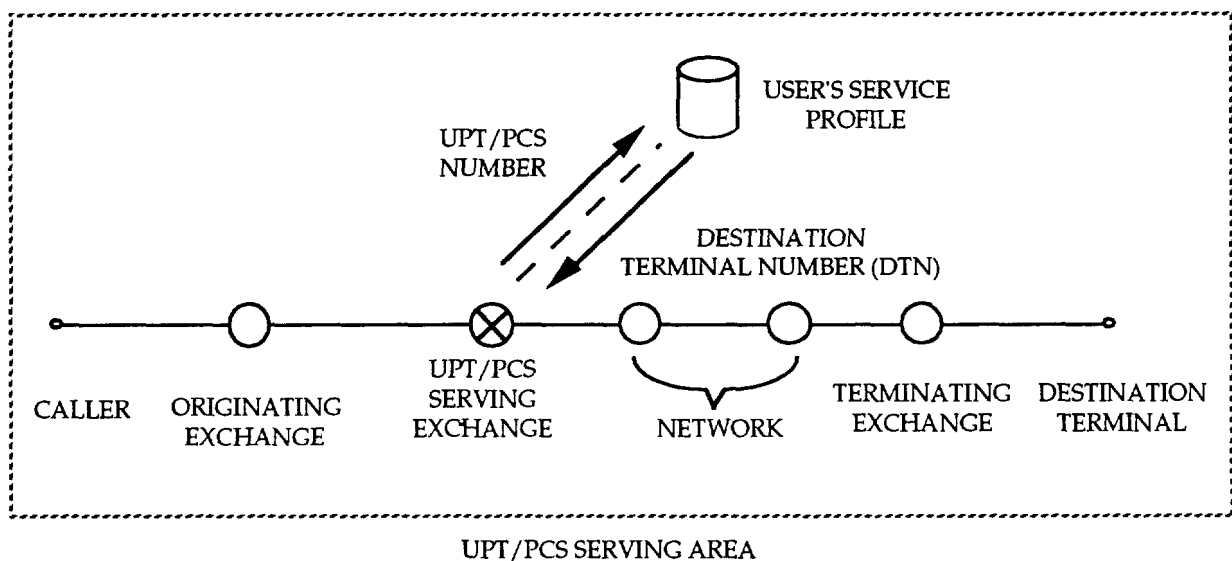 USER'S SERVICE
PROFILE
UPT/PCS
NUMBER
DESTINATION
TERMINAL NUMBER (DTN)
CALLER
ORIGINATING
EXCHANGE
UPT/PCS
SERVING
EXCHANGE
NETWORK
TERMINATING
EXCHANGE
DESTINATION
TERMINAL
UPT/PCS SERVING AREA